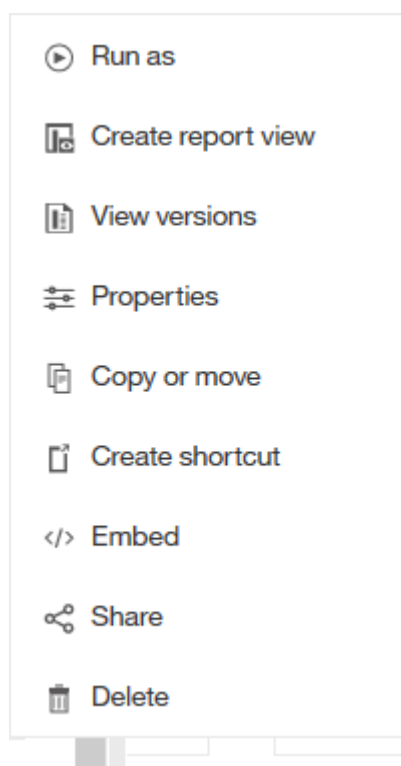 Run as
Create report view
View versions
Properties
Copy or move
Create shortcut
Embed
Share
Delete